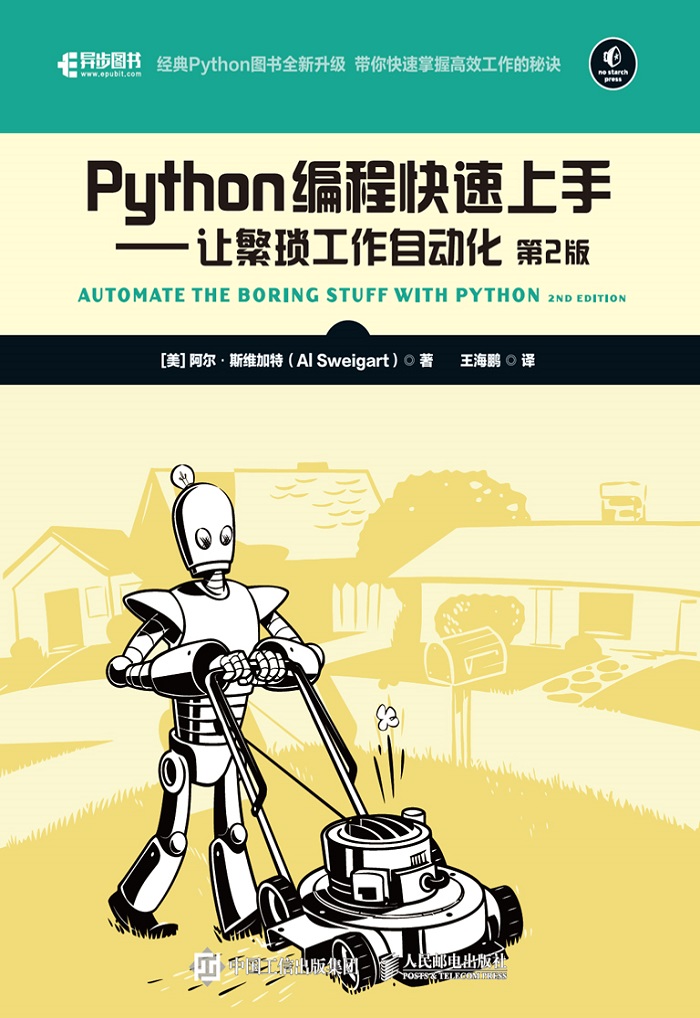 异步图书
www.epubit.com
经典Python图书全新升级 带你快速掌握高效工作的秘诀
no starch
press
Python编程快速上手
——让繁琐工作自动化 第2版
AUTOMATE THE BORING STUFF WITH PYTHON 2ND EDITION
[美] 阿尔·斯维加特（Al Sweigart）◎ 著 王海鹏 ◎ 译
中国工信出版集团
人民邮电出版社
POSTS & TELECOM PRESS